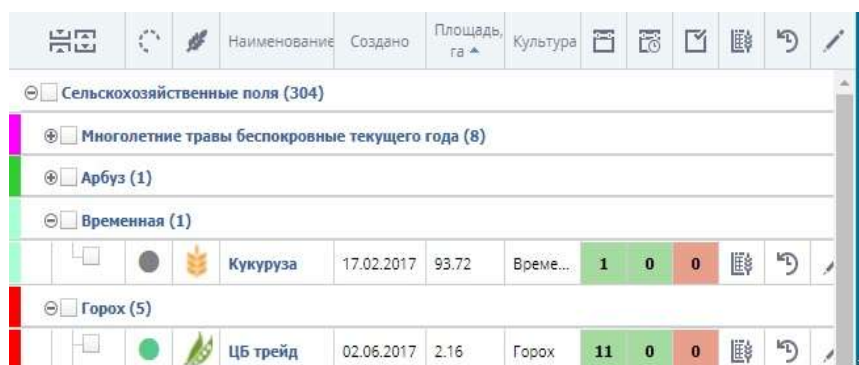 Наименование Создано Площадь, га Культура
Сельскохозяйственные поля (304)
Многолетние травы беспокровные текущего года (8)
Арбуз (1)
Временная (1)
Кукуруза 17.02.2017 93.72 Време... 1 0 0
Горох (5)
ЦБ трейд 02.06.2017 2.16 Горох 11 0 0